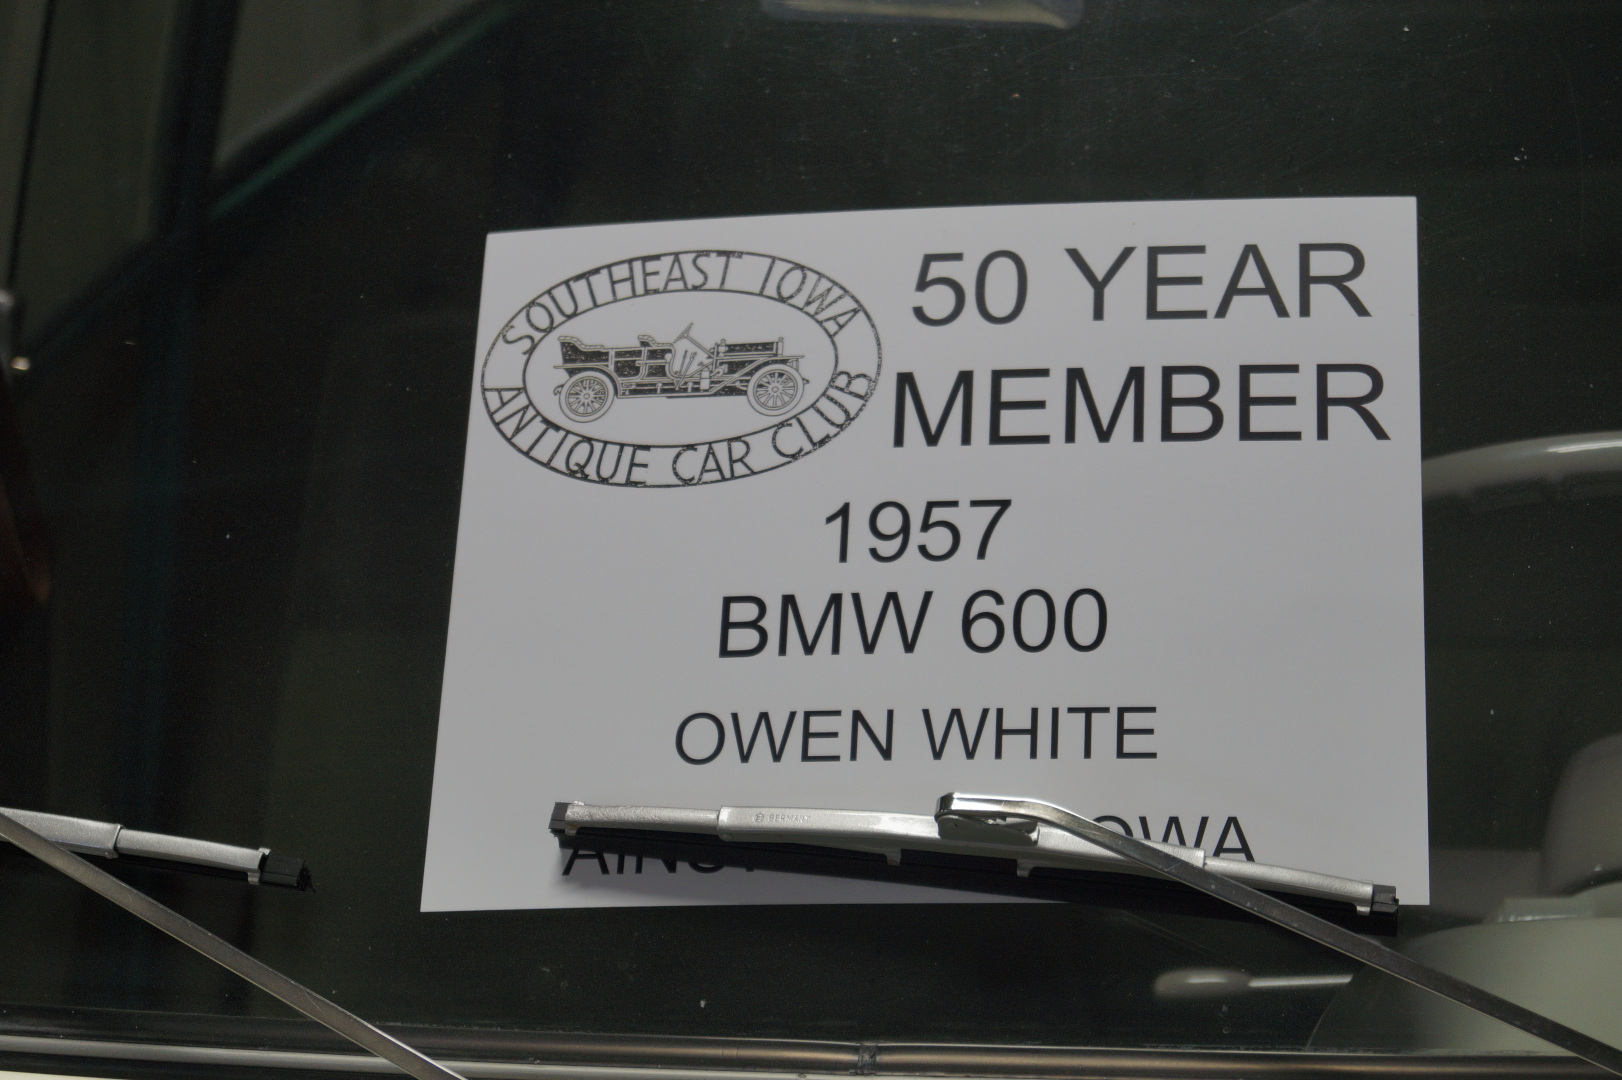 SOUTHEAST IOWA
ANTIQUE CAR CLUB
50 YEAR
MEMBER
1957
BMW 600
OWEN WHITE